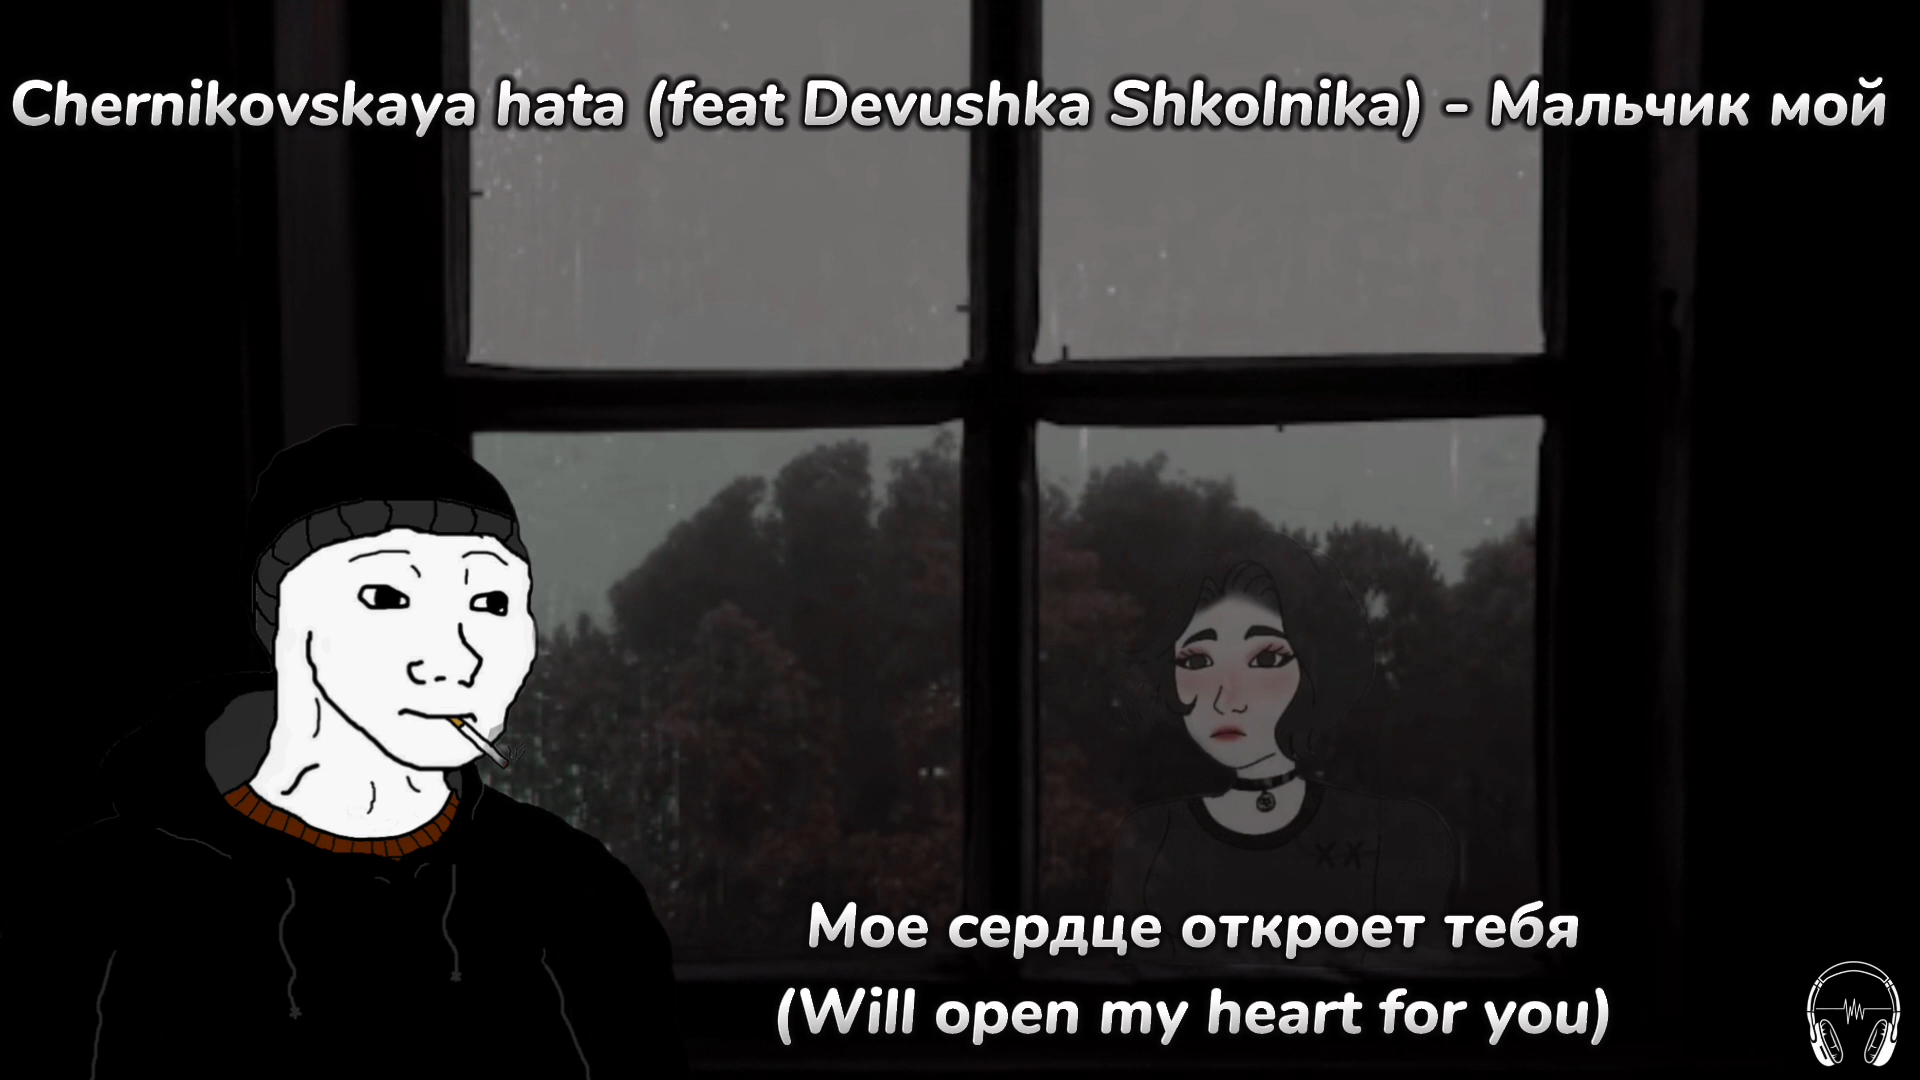 Chernikovskaya hata (feat Devushka Shkolnika) - Мальчик мой
Мое сердце откроет тебя
(Will open my heart for you)